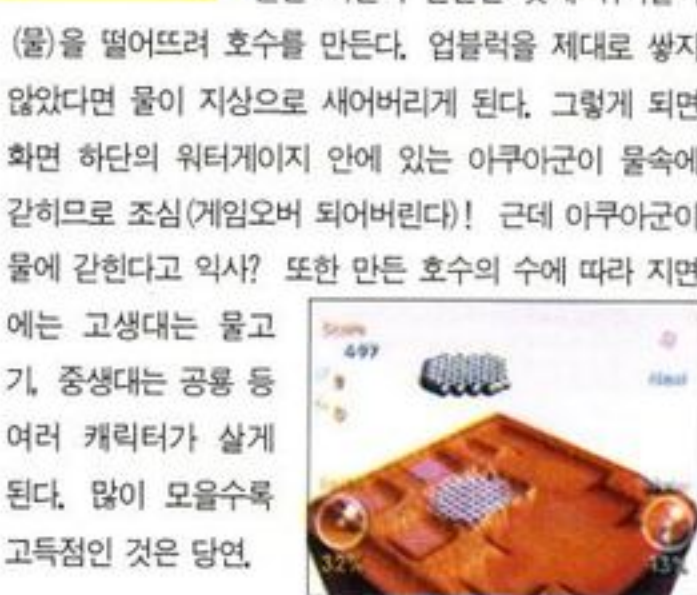 (물)을 떨어뜨려 호수를 만든다. 업블럭을 제대로 쌓지
않았다면 물이 지상으로 새어버리게 된다. 그렇게 되면
화면 하단의 워터게이지 안에 있는 아쿠아군이 물속에
갇히므로 조심(게임오버 되어버린다)! 근데 아쿠아군이
물에 갇힌다고 익사? 또한 만든 호수의 수에 따라 지면
에는 고생대는 물고
기, 중생대는 공룡 등
여러 캐릭터가 살게
된다. 많이 모을수록
고득점인 것은 당연.
Score
497
9
0
32%
13%